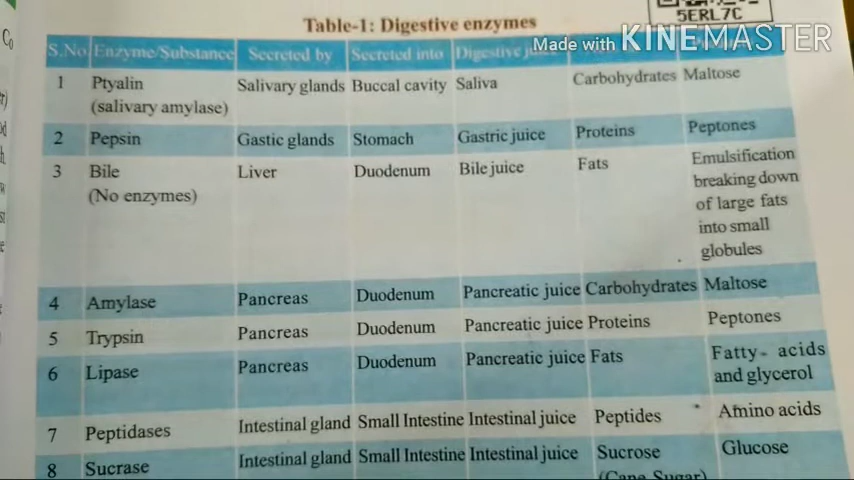 5ERL7C
Made with KINEMASTER
Table-1: Digestive enzymes
S.No Enzyme/Substance Secreted by Secreted into Digestive
1 Ptyalin Salivary glands Buccal cavity Saliva Carbohydrates Maltose
(salivary amylase)
2 Pepsin Gastic glands Stomach Gastric juice Proteins Peptones
3 Bile Liver Duodenum Bile juice Fats Emulsification
(No enzymes) breaking down
of large fats
into small
globules
4 Amylase Pancreas Duodenum Pancreatic juice Carbohydrates Maltose
5 Trypsin Pancreas Duodenum Pancreatic juice Proteins Peptones
6 Lipase Pancreas Duodenum Pancreatic juice Fats Fatty- acids
and glycerol
7 Peptidases Intestinal gland Small Intestine Intestinal juice Peptides Amino acids
8 Sucrase Intestinal gland Small Intestine Intestinal juice Sucrose Glucose
(Cane Sugar)